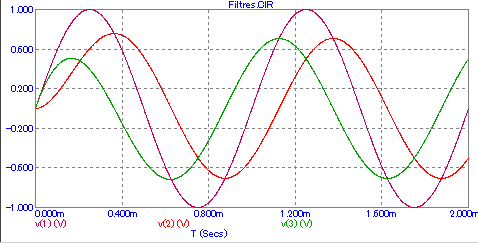 Filtres.CIR
1.000
0.600
0.200
-0.200
-0.600
-1.000
0.000m 0.400m 0.800m 1.200m 1.600m 2.000m
v(1) (V) v(2) (V) v(3) (V)
T (Secs)